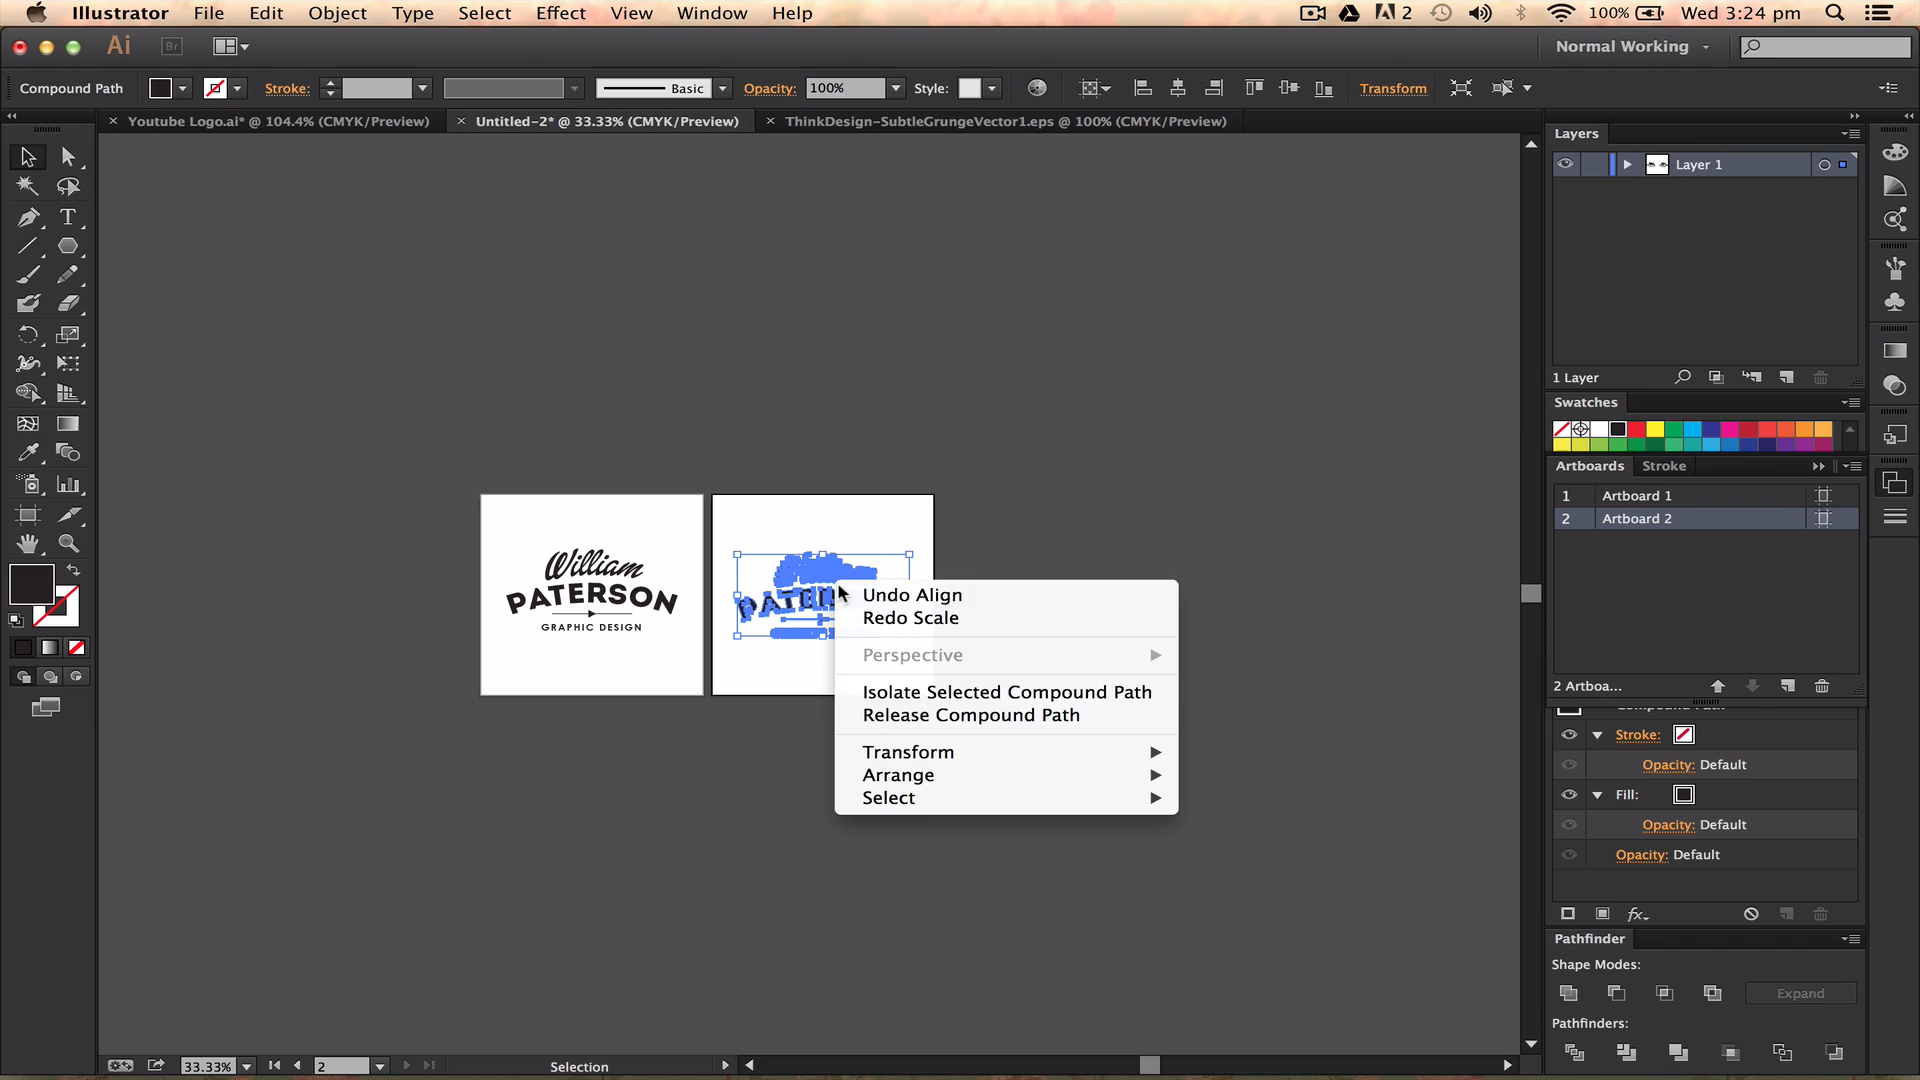 Illustrator File Edit Object Type Select Effect View Window Help
2 100% Wed 3:24 pm
Ai Br Normal Working
Compound Path Stroke: Basic Opacity: 100% Style: Transform
Youtube Logo.ai* @ 104.4% (CMYK/Preview)
Untitled-2* @ 33.33% (CMYK/Preview)
ThinkDesign-SubtleGrungeVector1.eps @ 100% (CMYK/Preview)
Layers
Layer 1
1 Layer
Swatches
Artboards Stroke
1 Artboard 1
2 Artboard 2
2 Artboa...
Stroke:
Opacity: Default
Fill:
Opacity: Default
Opacity: Default
fx
Pathfinder
Shape Modes:
Expand
Pathfinders:
William
PATERSON
GRAPHIC DESIGN
Undo Align
Redo Scale
Perspective
Isolate Selected Compound Path
Release Compound Path
Transform
Arrange
Select
33.33% 2 Selection